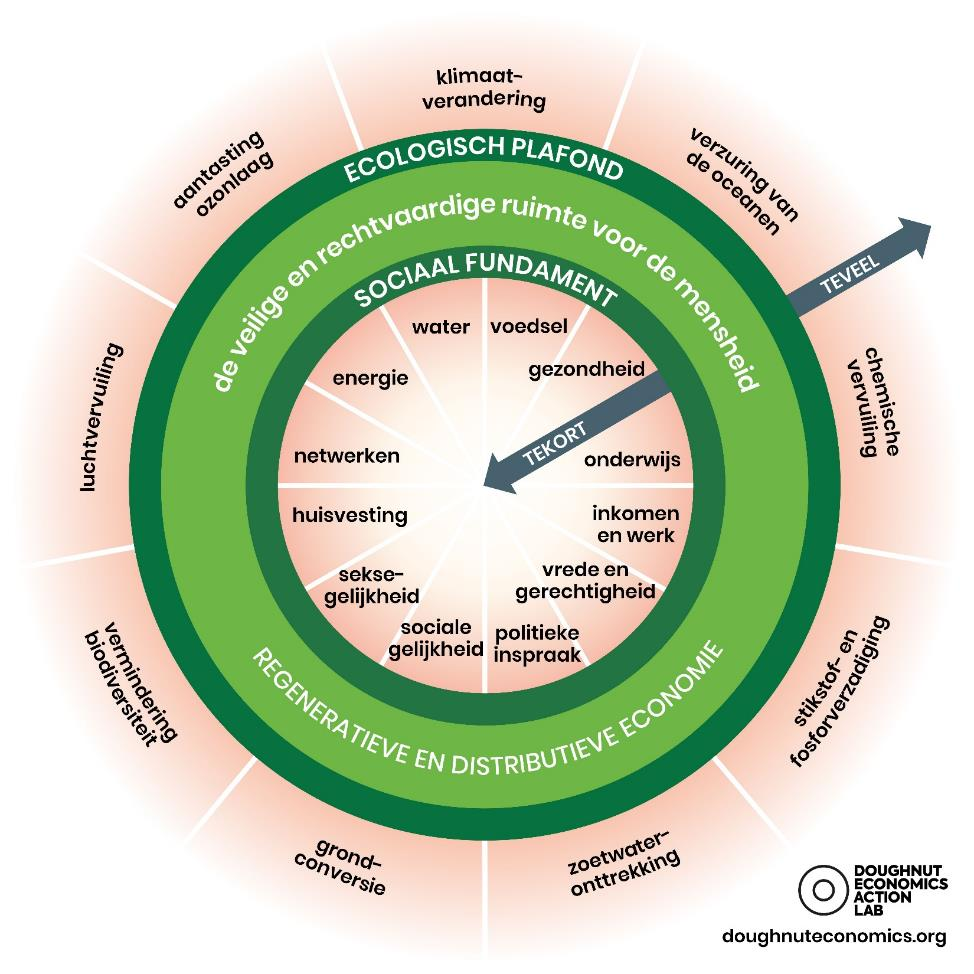 klimaat-
verandering
verzuring van
de oceanen
TEVEEL
chemische
vervuiling
stikstof- en
fosforverzadiging
zoetwater-
onttrekking
grond-
conversie
vermindering
biodiversiteit
luchtvervuiling
aantasting
ozonlaag
ECOLOGISCH PLAFOND
de veilige en rechtvaardige ruimte voor de mensheid
SOCIAAL FUNDAMENT
water
voedsel
energie
gezondheid
TEKORT
netwerken
onderwijs
huisvesting
inkomen
en werk
sekse-
gelijkheid
vrede en
gerechtigheid
sociale
gelijkheid
politieke
inspraak
REGENERATIEVE EN DISTRIBUTIEVE ECONOMIE
DOUGHNUT
ECONOMICS
ACTION
LAB
doughnuteconomics.org